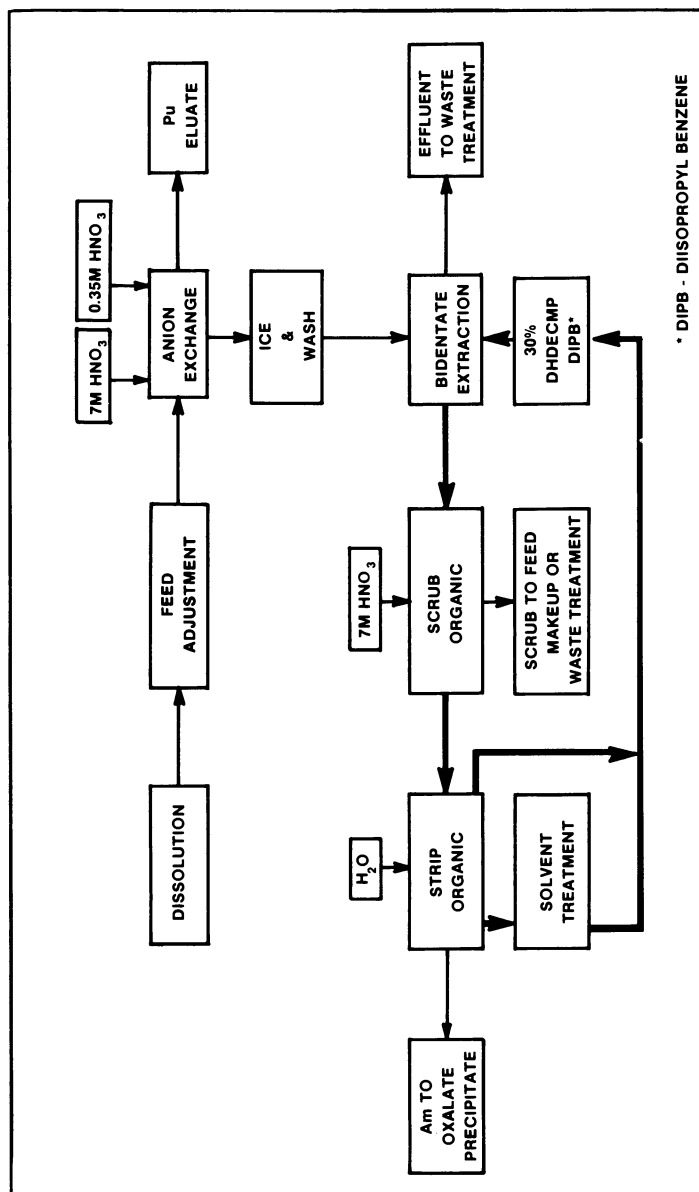 DISSOLUTION
FEED
ADJUSTMENT
7M HNO₃
0.35M HNO₃
ANION
EXCHANGE
Pu
ELUATE
ICE
&
WASH
Am TO
OXALATE
PRECIPITATE
H₂O
STRIP
ORGANIC
SOLVENT
TREATMENT
7M HNO₃
SCRUB
ORGANIC
SCRUB TO FEED
MAKEUP OR
WASTE TREATMENT
BIDENTATE
EXTRACTION
30%
DHDECMP
DIPB*
EFFLUENT
TO WASTE
TREATMENT
* DIPB - DIISOPROPYL BENZENE